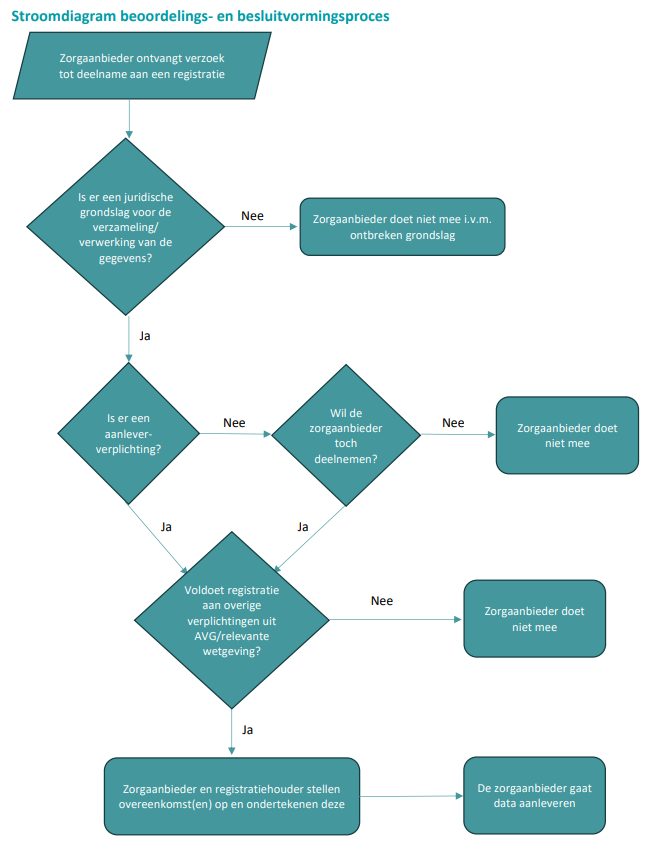 Stroomdiagram beoordelings- en besluitvormingsproces
Zorgaanbieder ontvangt verzoek
tot deelname aan een registratie
Is er een juridische
grondslag voor de
verzameling/
verwerking van de
gegevens?
Nee
Zorgaanbieder doet niet mee i.v.m.
ontbreken grondslag
Ja
Is er een
aanlever-
verplichting?
Nee
Wil de
zorgaanbieder
toch
deelnemen?
Nee
Zorgaanbieder doet
niet mee
Ja
Ja
Voldoet registratie
aan overige
verplichtingen uit
AVG/relevante
wetgeving?
Nee
Zorgaanbieder doet
niet mee
Ja
Zorgaanbieder en registratiehouder stellen
overeenkomst(en) op en ondertekenen deze
De zorgaanbieder gaat
data aanleveren